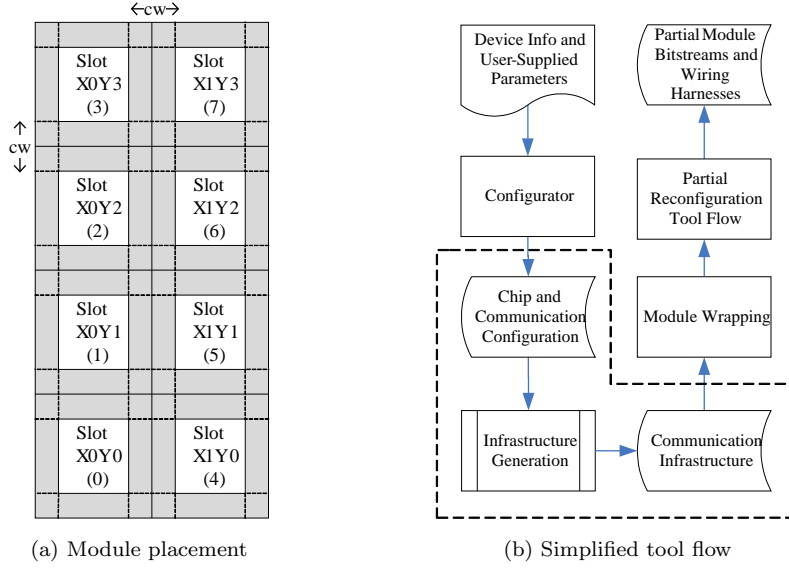 cw
Slot
X0Y3
(3)
Slot
X1Y3
(7)
cw
Slot
X0Y2
(2)
Slot
X1Y2
(6)
Slot
X0Y1
(1)
Slot
X1Y1
(5)
Slot
X0Y0
(0)
Slot
X1Y0
(4)
(a) Module placement
Device Info and
User-Supplied
Parameters
Configurator
Chip and
Communication
Configuration
Infrastructure
Generation
Communication
Infrastructure
Module Wrapping
Partial
Reconfiguration
Tool Flow
Partial Module
Bitstreams and
Wiring
Harnesses
(b) Simplified tool flow